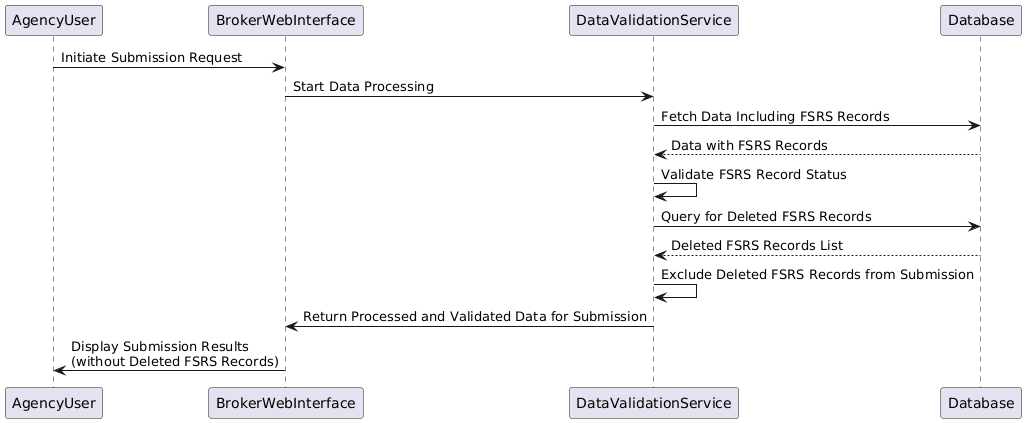 AgencyUser
BrokerWebInterface
DataValidationService
Database
Initiate Submission Request
Start Data Processing
Fetch Data Including FSRS Records
Data with FSRS Records
Validate FSRS Record Status
Query for Deleted FSRS Records
Deleted FSRS Records List
Exclude Deleted FSRS Records from Submission
Return Processed and Validated Data for Submission
Display Submission Results
(without Deleted FSRS Records)
AgencyUser
BrokerWebInterface
DataValidationService
Database